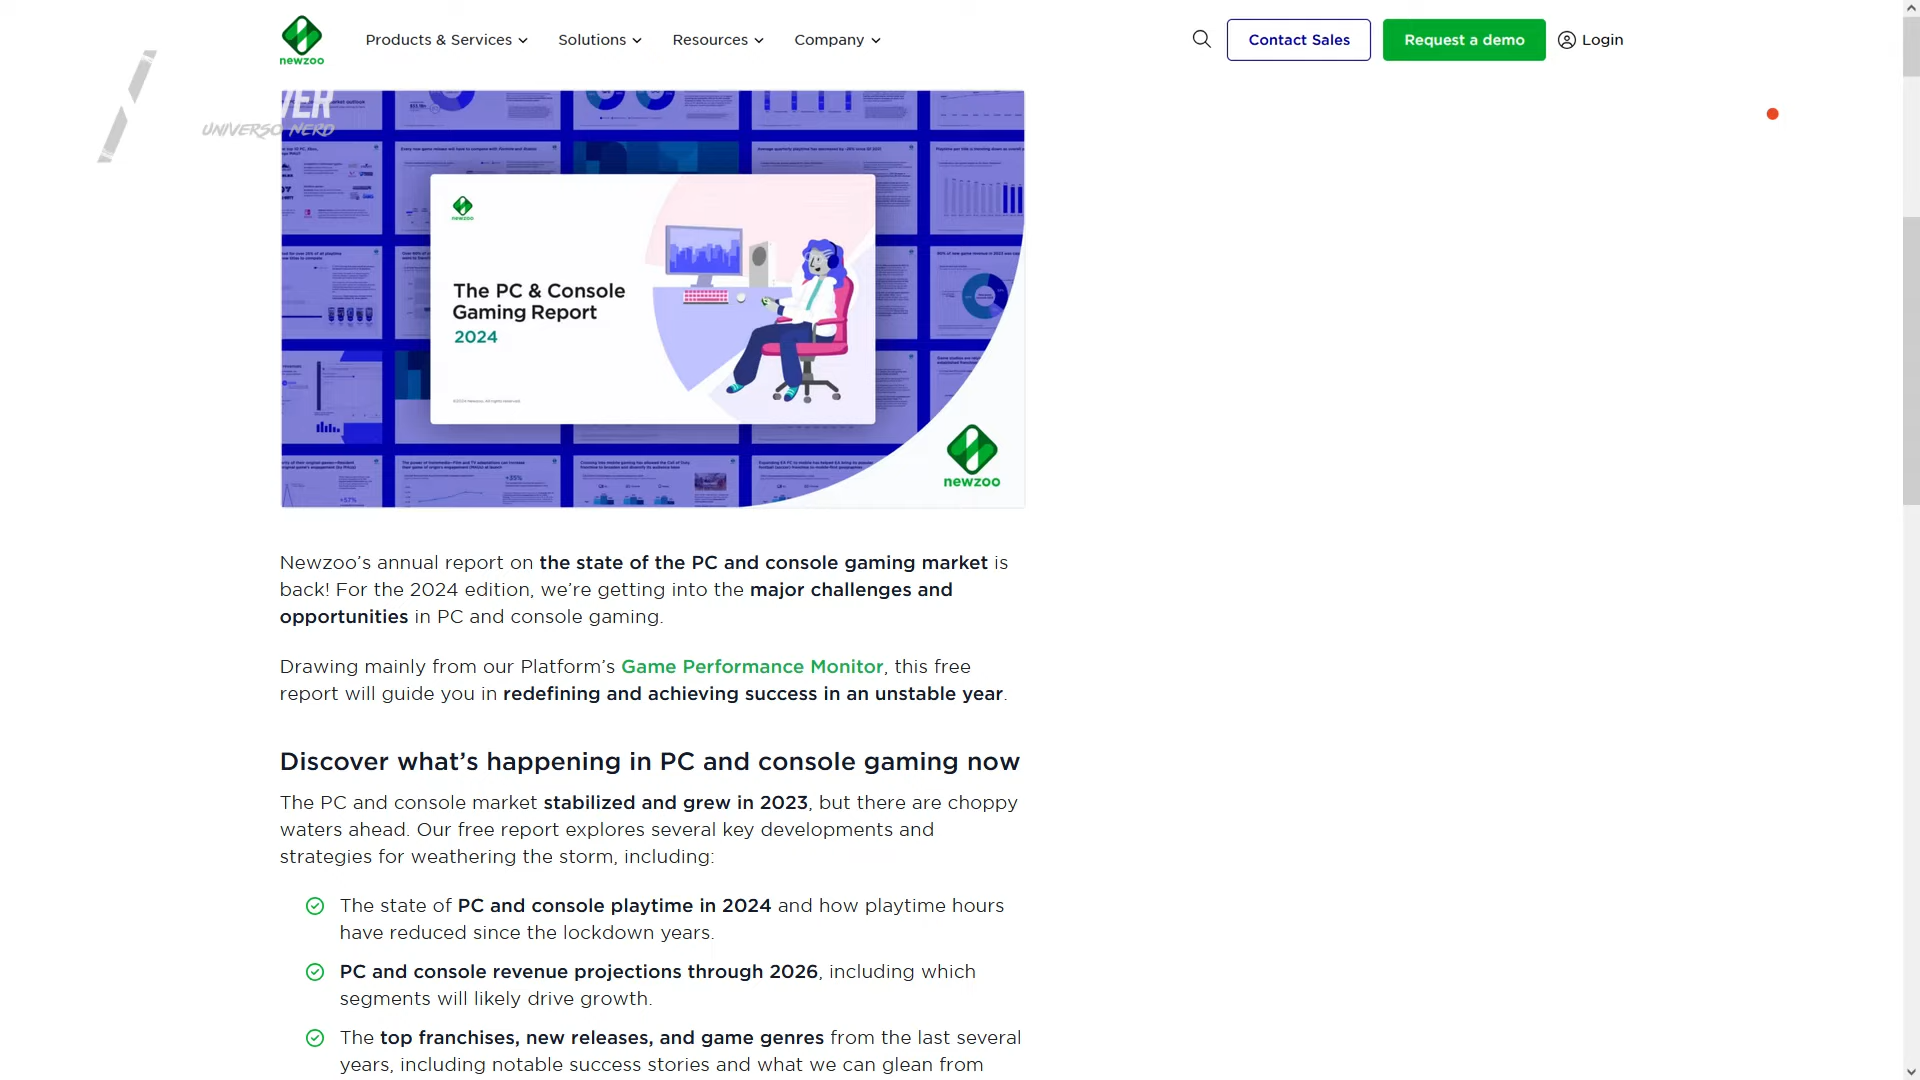 newzoo
Products & Services
Solutions
Resources
Company
Contact Sales
Request a demo
Login
VER
UNIVERSO NERD
newzoo
The PC & Console
Gaming Report
2024
©2024 Newzoo. All rights reserved.
+35%
+57%
newzoo
Newzoo’s annual report on the state of the PC and console gaming market is
back! For the 2024 edition, we’re getting into the major challenges and
opportunities in PC and console gaming.
Drawing mainly from our Platform’s Game Performance Monitor, this free
report will guide you in redefining and achieving success in an unstable year.
Discover what’s happening in PC and console gaming now
The PC and console market stabilized and grew in 2023, but there are choppy
waters ahead. Our free report explores several key developments and
strategies for weathering the storm, including:
The state of PC and console playtime in 2024 and how playtime hours
have reduced since the lockdown years.
PC and console revenue projections through 2026, including which
segments will likely drive growth.
The top franchises, new releases, and game genres from the last several
years, including notable success stories and what we can glean from